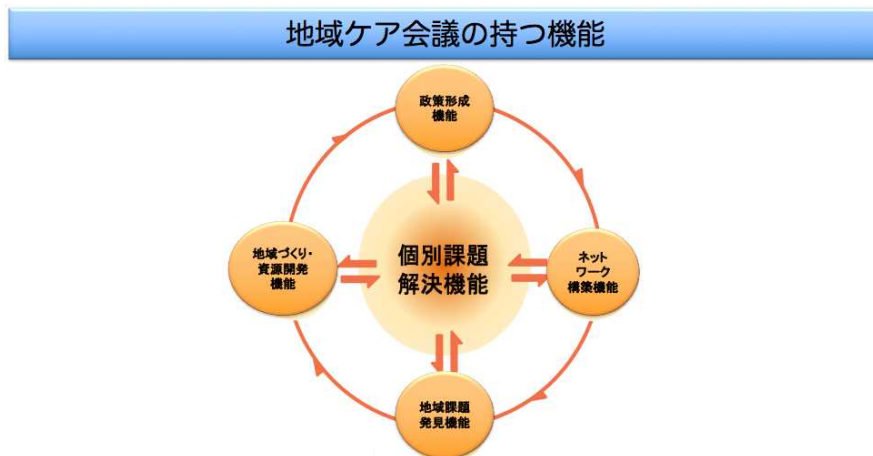 地域ケア会議の持つ機能
政策形成
機能
地域づくり・
資源開発
機能
個別課題
解決機能
ネット
ワーク
構築機能
地域課題
発見機能